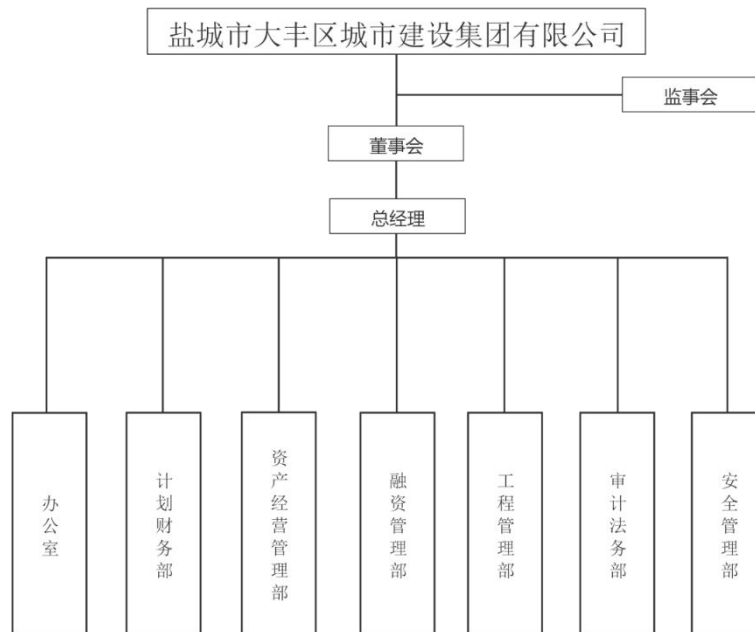 盐城市大丰区城市建设集团有限公司
监事会
董事会
总经理
办公室
计划财务部
资产经营管理部
融资管理部
工程管理部
审计法务部
安全管理部